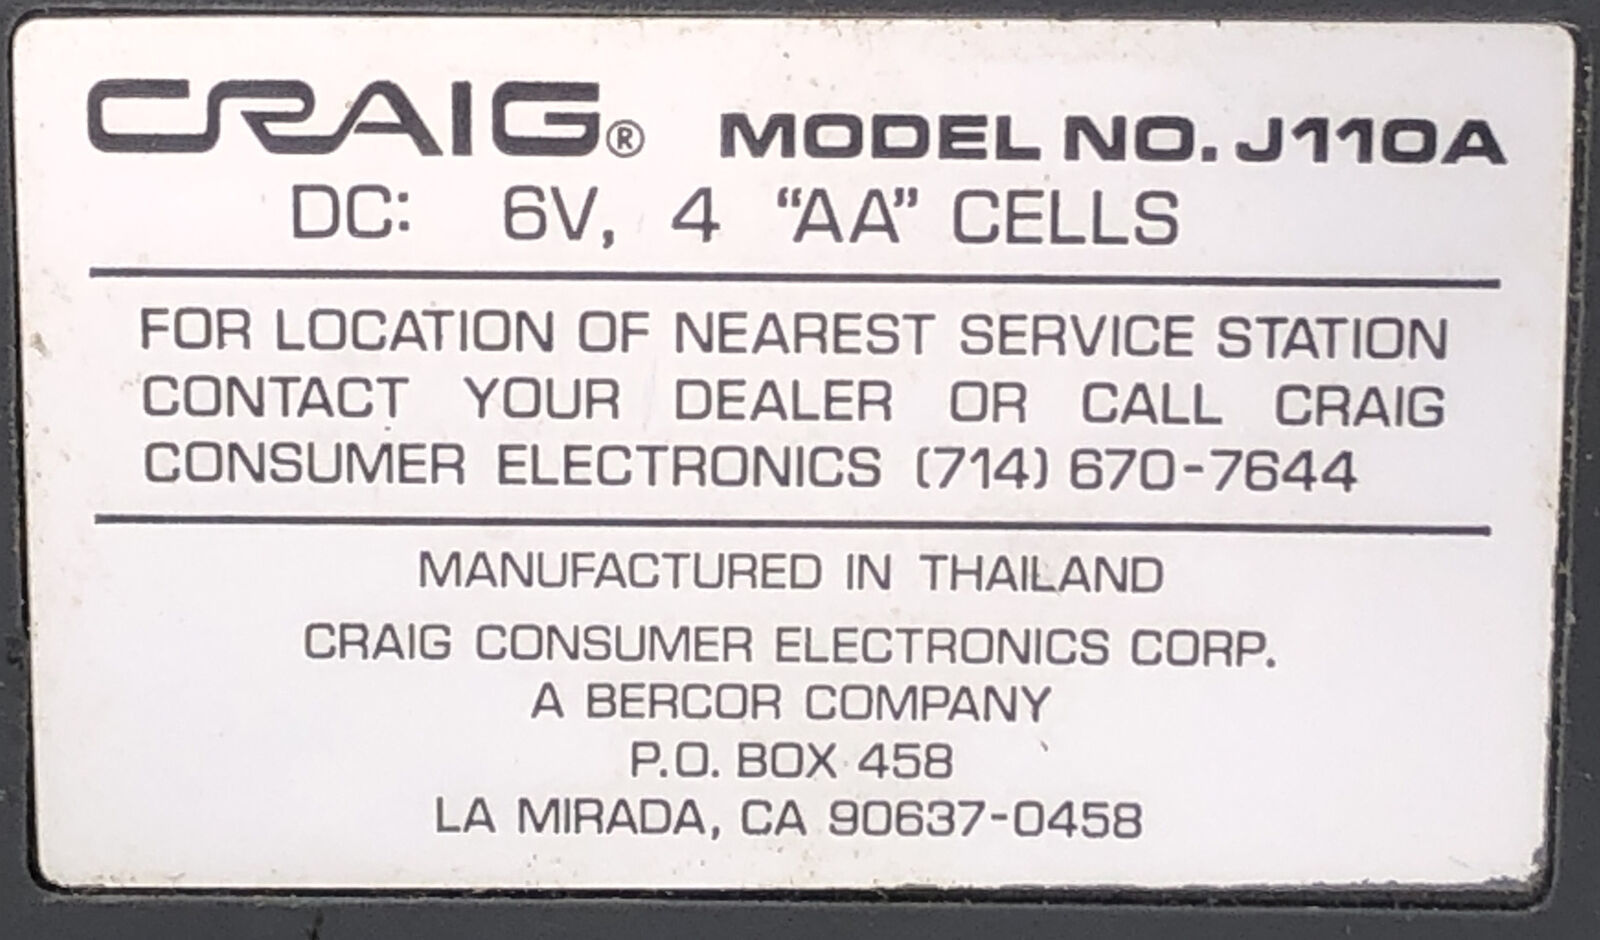 CRAIG® MODEL NO. J110A
DC: 6V, 4 “AA” CELLS
FOR LOCATION OF NEAREST SERVICE STATION
CONTACT YOUR DEALER OR CALL CRAIG
CONSUMER ELECTRONICS (714) 670-7644
MANUFACTURED IN THAILAND
CRAIG CONSUMER ELECTRONICS CORP.
A BERCOR COMPANY
P.O. BOX 458
LA MIRADA, CA 90637-0458